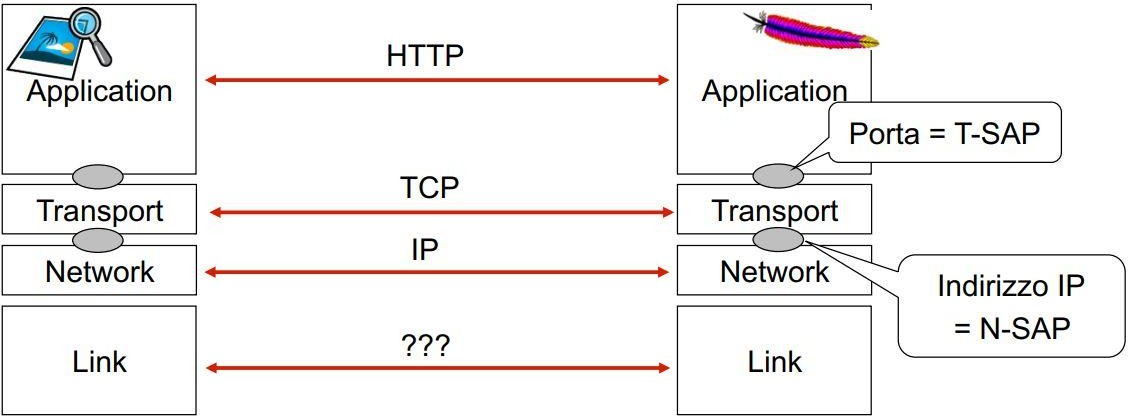 HTTP
Application
Application
Porta = T-SAP
TCP
Transport
Transport
IP
Network
Network
Indirizzo IP
= N-SAP
???
Link
Link